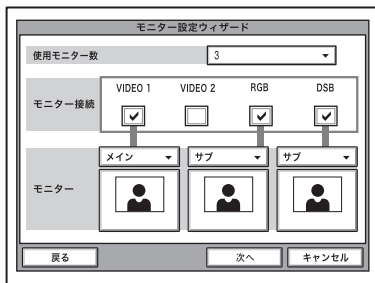 モニター設定ウィザード
使用モニター数 3
モニター接続 VIDEO 1 VIDEO 2 RGB DSB
メイン サブ サブ
モニター
戻る 次へ キャンセル